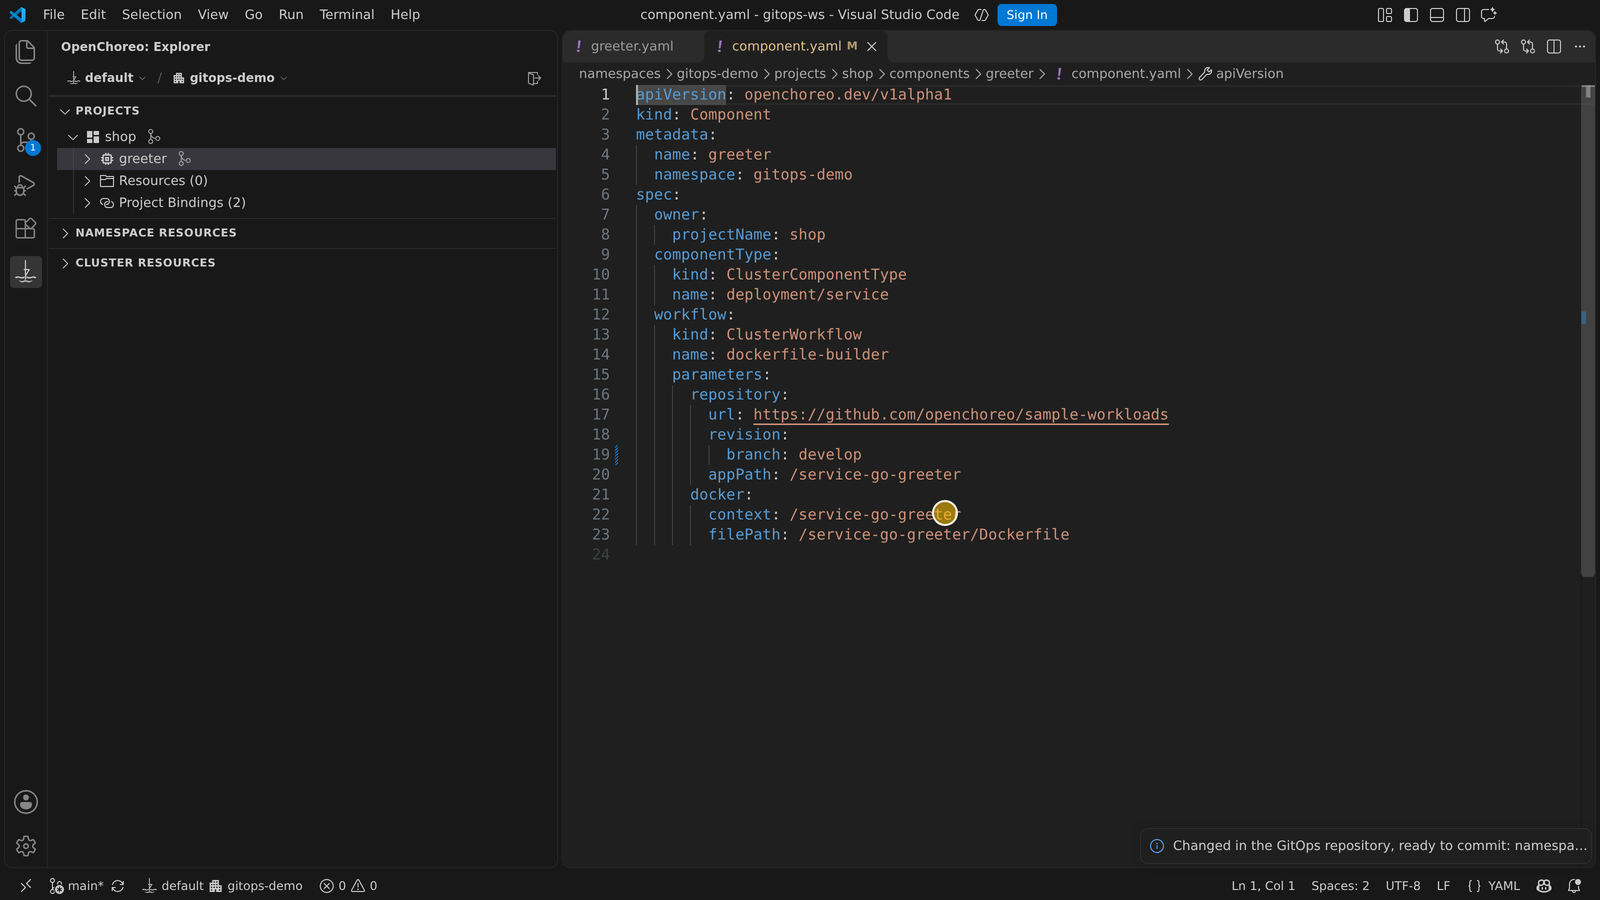 File Edit Selection View Go Run Terminal Help
component.yaml - gitops-ws - Visual Studio Code
Sign In
OpenChoreo: Explorer
default / gitops-demo
PROJECTS
shop
greeter
Resources (0)
Project Bindings (2)
NAMESPACE RESOURCES
CLUSTER RESOURCES
1
! greeter.yaml
! component.yaml M
namespaces > gitops-demo > projects > shop > components > greeter > ! component.yaml > apiVersion
1 apiVersion: openchoreo.dev/v1alpha1
2 kind: Component
3 metadata:
4 name: greeter
5 namespace: gitops-demo
6 spec:
7 owner:
8 projectName: shop
9 componentType:
10 kind: ClusterComponentType
11 name: deployment/service
12 workflow:
13 kind: ClusterWorkflow
14 name: dockerfile-builder
15 parameters:
16 repository:
17 url: https://github.com/openchoreo/sample-workloads
18 revision:
19 branch: develop
20 appPath: /service-go-greeter
21 docker:
22 context: /service-go-greeter
23 filePath: /service-go-greeter/Dockerfile
24
Changed in the GitOps repository, ready to commit: namespa...
main* default gitops-demo 0 0
Ln 1, Col 1 Spaces: 2 UTF-8 LF { } YAML